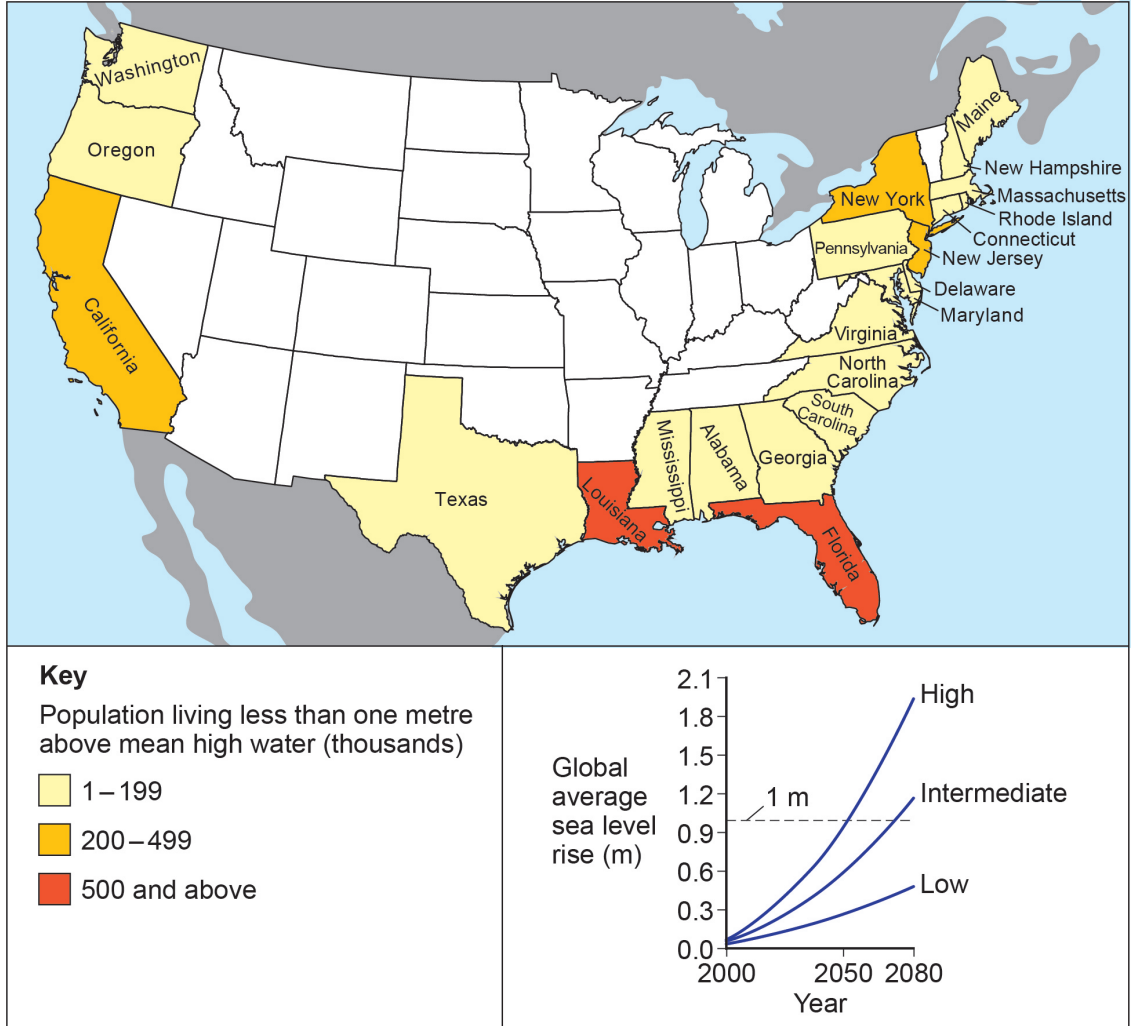 Washington
Oregon
California
Texas
Louisiana
Mississippi
Alabama
Georgia
Florida
South
Carolina
North
Carolina
Virginia
Pennsylvania
New York
Maine
New Hampshire
Massachusetts
Rhode Island
Connecticut
New Jersey
Delaware
Maryland
Key
Population living less than one metre
above mean high water (thousands)
1–199
200–499
500 and above
Global
average
sea level
rise (m)
2.1
1.8
1.5
1.2
0.9
0.6
0.3
0.0
1 m
High
Intermediate
Low
2000
2050
2080
Year